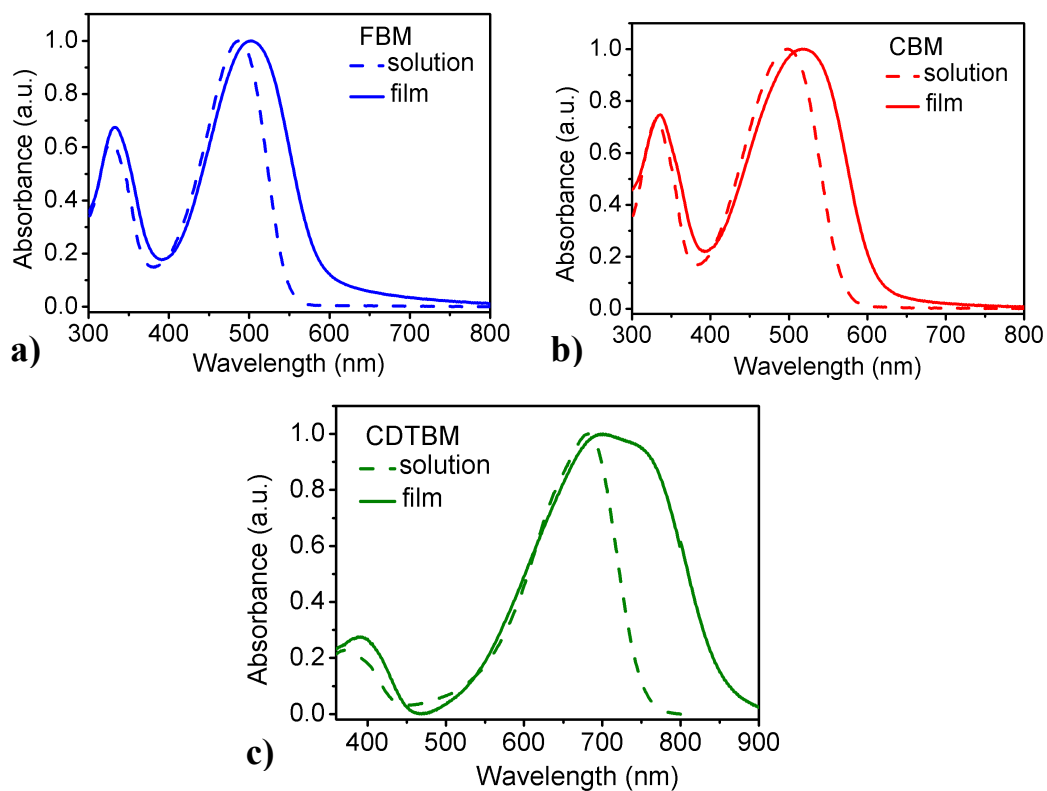 FBM
solution
film
1.0
0.8
0.6
0.4
0.2
0.0
Absorbance (a.u.)
300 400 500 600 700 800
Wavelength (nm)
a)
CBM
solution
film
1.0
0.8
0.6
0.4
0.2
0.0
Absorbance (a.u.)
300 400 500 600 700 800
Wavelength (nm)
b)
CDTBM
solution
film
1.0
0.8
0.6
0.4
0.2
0.0
Absorbance (a.u.)
400 500 600 700 800 900
Wavelength (nm)
c)